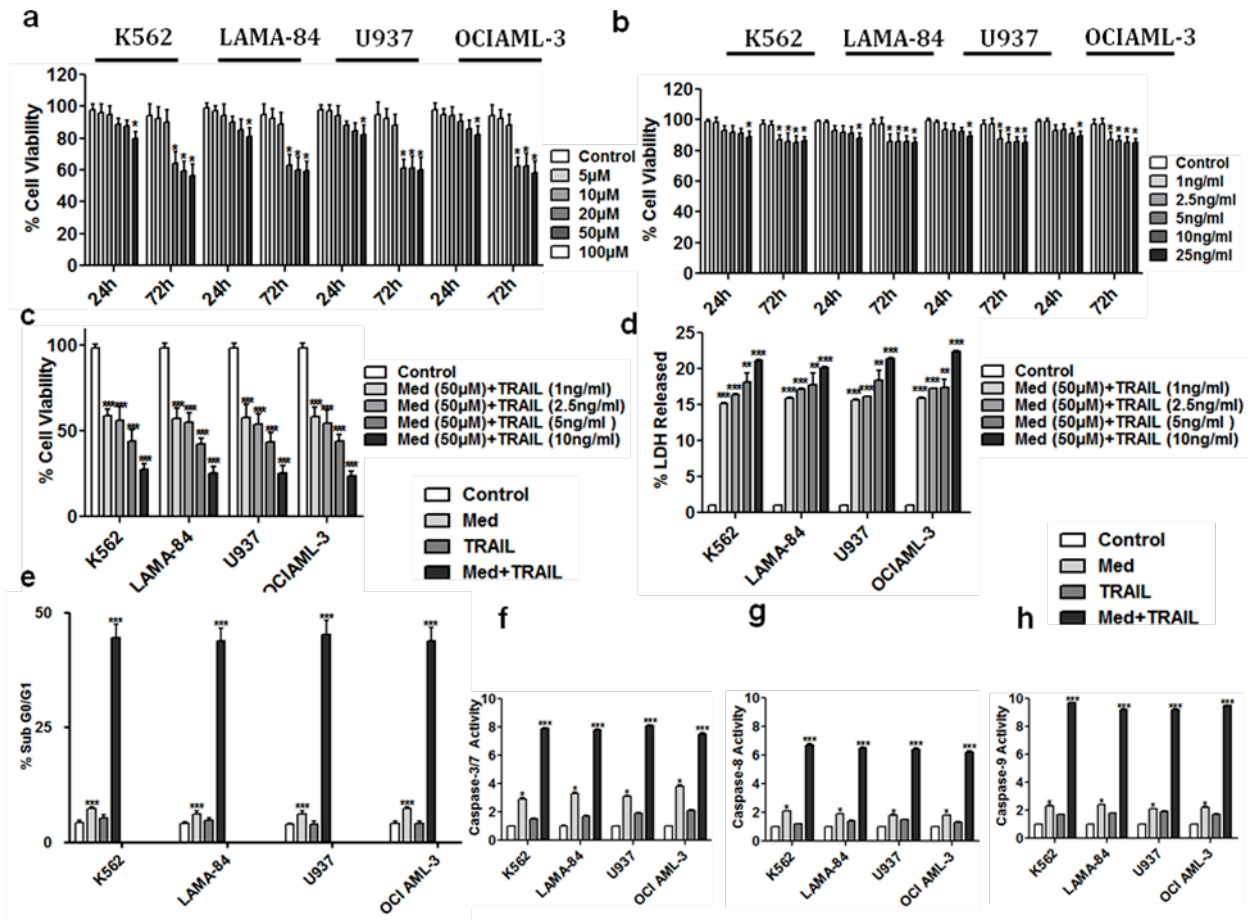 a
K562 LAMA-84 U937 OCIAML-3
% Cell Viability
120
100
80
60
40
20
0
* * * * * * * * * * * * * * * *
24h 72h 24h 72h 24h 72h 24h 72h
Control
5µM
10µM
20µM
50µM
100µM
b
K562 LAMA-84 U937 OCIAML-3
% Cell Viability
120
100
80
60
40
20
0
* * * * * * * * * * * * * * * * * * * *
24h 72h 24h 72h 24h 72h 24h 72h
Control
1ng/ml
2.5ng/ml
5ng/ml
10ng/ml
25ng/ml
c
% Cell Viability
100
50
0
*** *** *** *** *** *** *** *** *** *** *** *** *** *** *** ***
K562 LAMA-84 U937 OCIAML-3
Control
Med (50µM)+TRAIL (1ng/ml)
Med (50µM)+TRAIL (2.5ng/ml)
Med (50µM)+TRAIL (5ng/ml )
Med (50µM)+TRAIL (10ng/ml)
d
% LDH Released
25
20
15
10
5
0
*** *** ** *** *** *** ** *** *** *** ** *** *** *** ** ***
K562 LAMA-84 U937 OCIAML-3
Control
Med (50µM)+TRAIL (1ng/ml)
Med (50µM)+TRAIL (2.5ng/ml)
Med (50µM)+TRAIL (5ng/ml)
Med (50µM)+TRAIL (10ng/ml)
Control
Med
TRAIL
Med+TRAIL
Control
Med
TRAIL
Med+TRAIL
e
% Sub G0/G1
50
25
0
*** *** *** *** *** *** *** ***
K562 LAMA-84 U937 OCI AML-3
f
Caspase-3/7 Activity
10
8
6
4
2
0
* *** * *** * *** * ***
K562 LAMA-84 U937 OCI AML-3
g
Caspase-8 Activity
10
8
6
4
2
0
* *** * *** * *** * ***
K562 LAMA-84 U937 OCI AML-3
h
Caspase-9 Activity
10
8
6
4
2
0
* *** * *** * *** * ***
K562 LAMA-84 U937 OCI AML-3